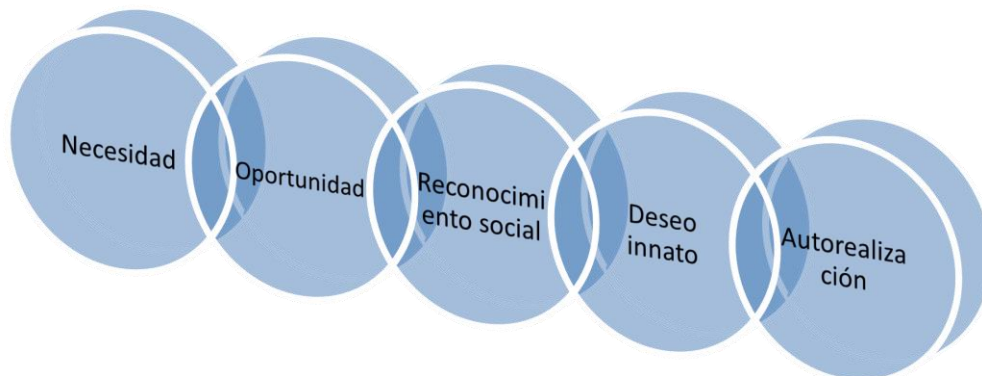 Necesidad
Oportunidad
Reconocimi
ento social
Deseo
innato
Autorealiza
ción